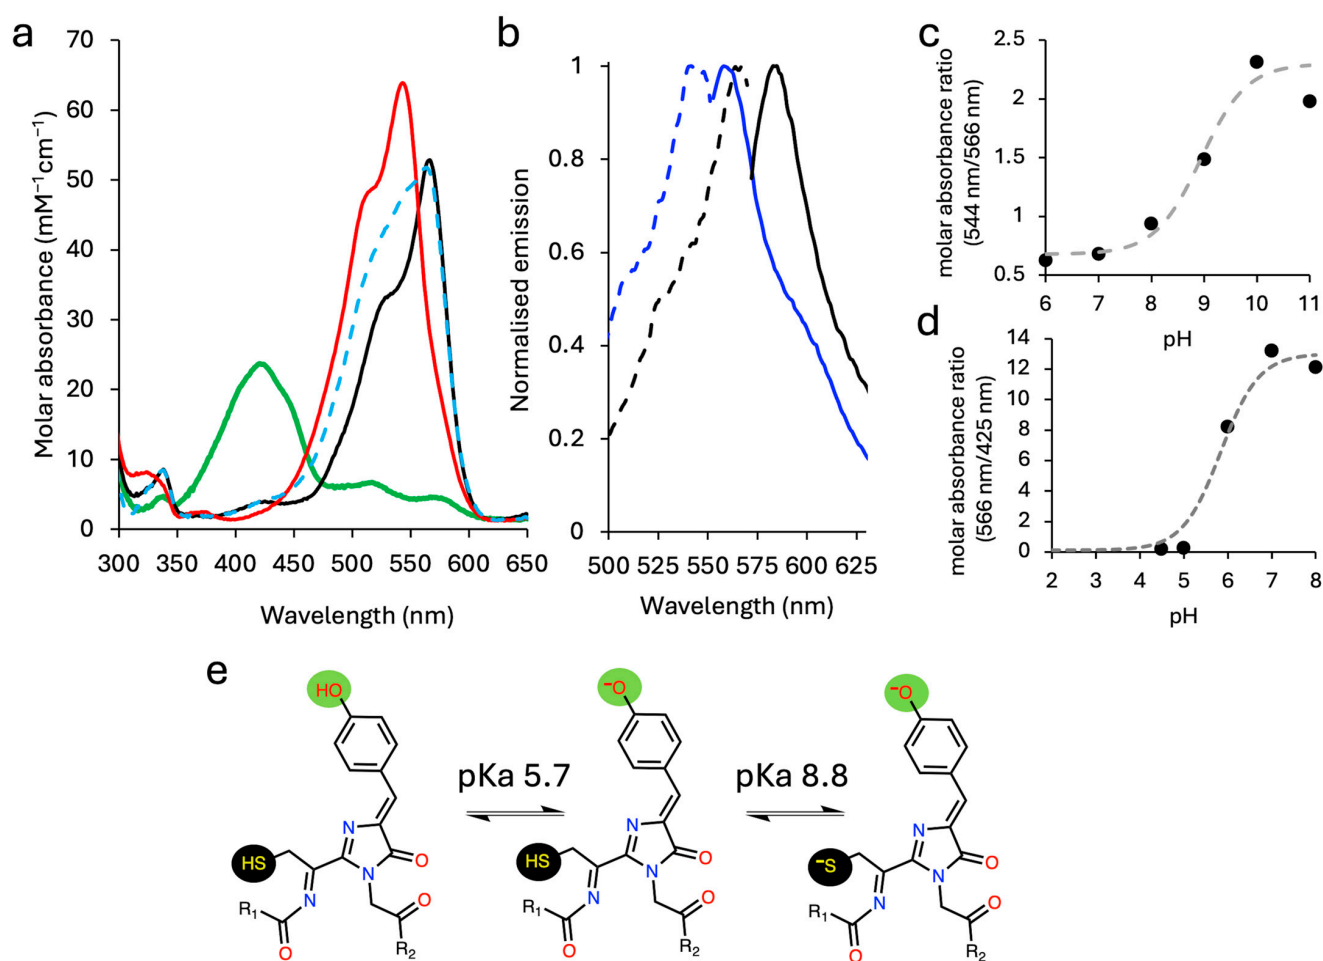 a
70
60
50
40
30
20
10
0
Molar absorbance (mM⁻¹cm⁻¹)
300 350 400 450 500 550 600 650
Wavelength (nm)
b
1
0.8
0.6
0.4
0.2
0
Normalised emission
500 525 550 575 600 625
Wavelength (nm)
c
2.5
2
1.5
1
0.5
molar absorbance ratio
(544 nm/566 nm)
6 7 8 9 10 11
pH
d
14
12
10
8
6
4
2
0
molar absorbance ratio
(566 nm/425 nm)
2 3 4 5 6 7 8
pH
e
HO
HS
N
N
O
N
R₁
O
O
R₂
pKa 5.7
⁻O
HS
N
N
O
N
R₁
O
O
R₂
pKa 8.8
⁻O
⁻S
N
N
O
N
R₁
O
O
R₂